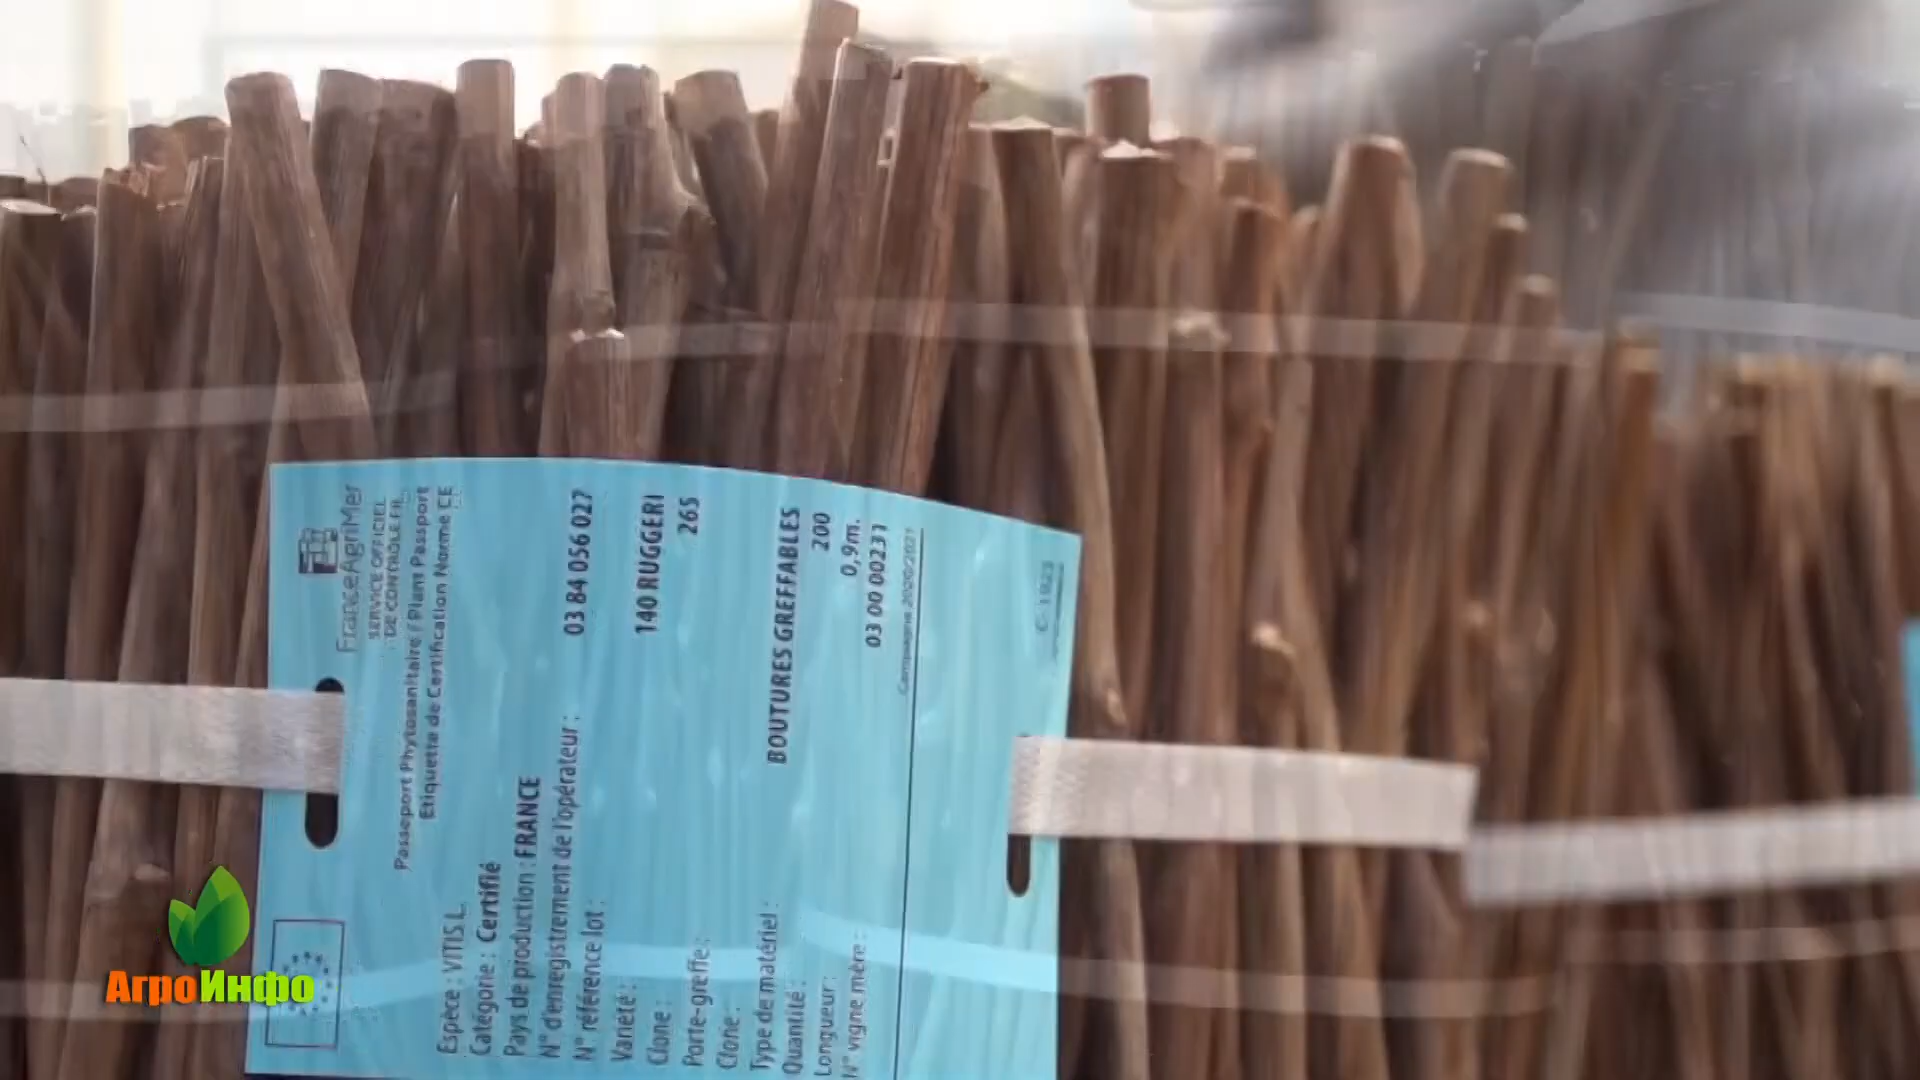 FranceAgriMer
SERVICE OFFICIEL
DE CONTRÔLE FR
Passeport Phytosanitaire / Plant Passport
Etiquette de Certification Norme CE
Espèce : VITIS L.
Catégorie : Certifié
Pays de production : FRANCE
N° d'enregistrement de l'opérateur :
N° référence lot : 03 84 056 027
Variété :
Clone : 140 RUGGERI
Porte-greffe : 265
Clone :
Type de matériel : BOUTURES GREFFABLES
Quantité : 200
Longueur : 0,9m.
N° vigne mère : 03 00 00231
Campagne 2020/2021
АгроИнфо